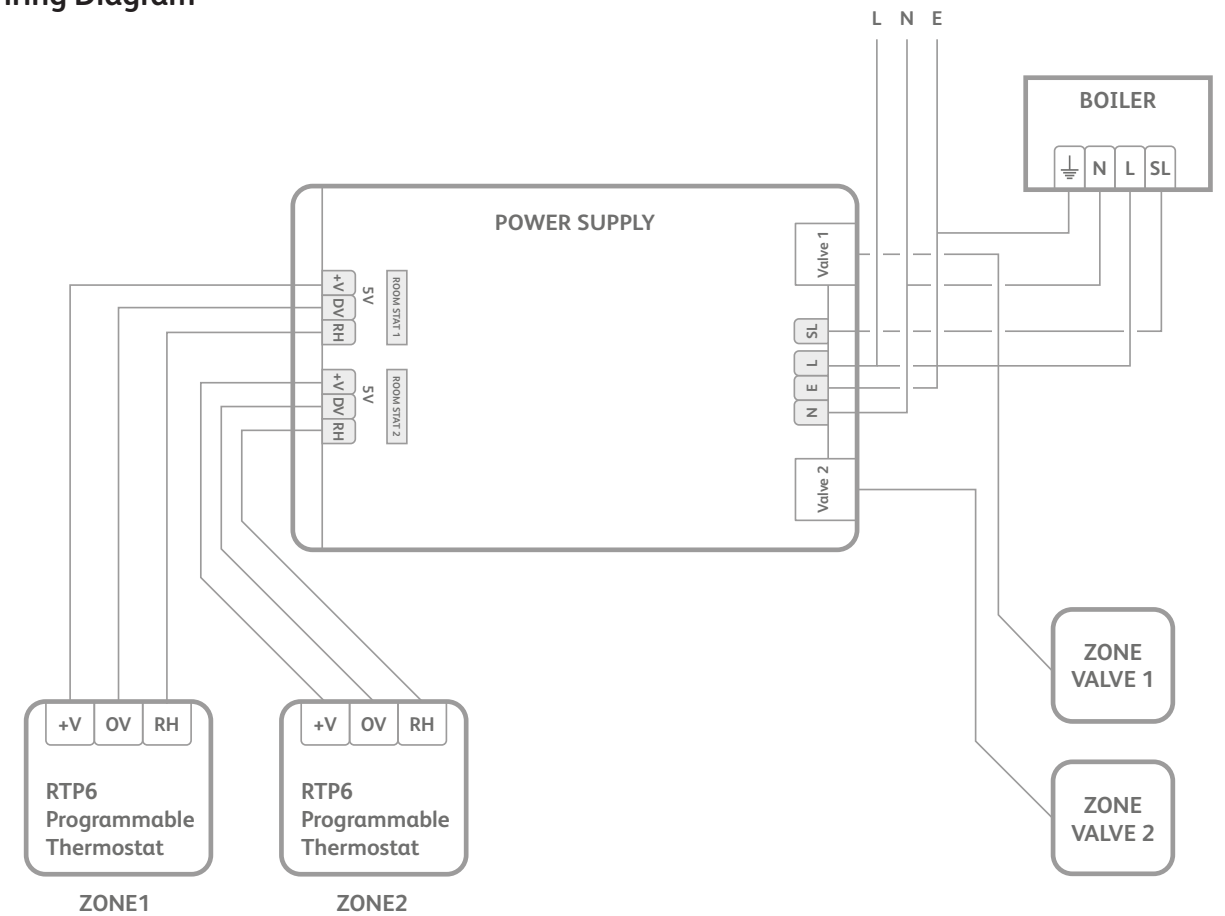 iring Diagram
L N E
BOILER
N L SL
POWER SUPPLY
Valve 1
+V
DV
RH
5V
ROOM STAT 1
SL
L
E
N
+V
DV
RH
5V
ROOM STAT 2
Valve 2
ZONE
VALVE 1
ZONE
VALVE 2
+V OV RH
RTP6
Programmable
Thermostat
ZONE1
+V OV RH
RTP6
Programmable
Thermostat
ZONE2